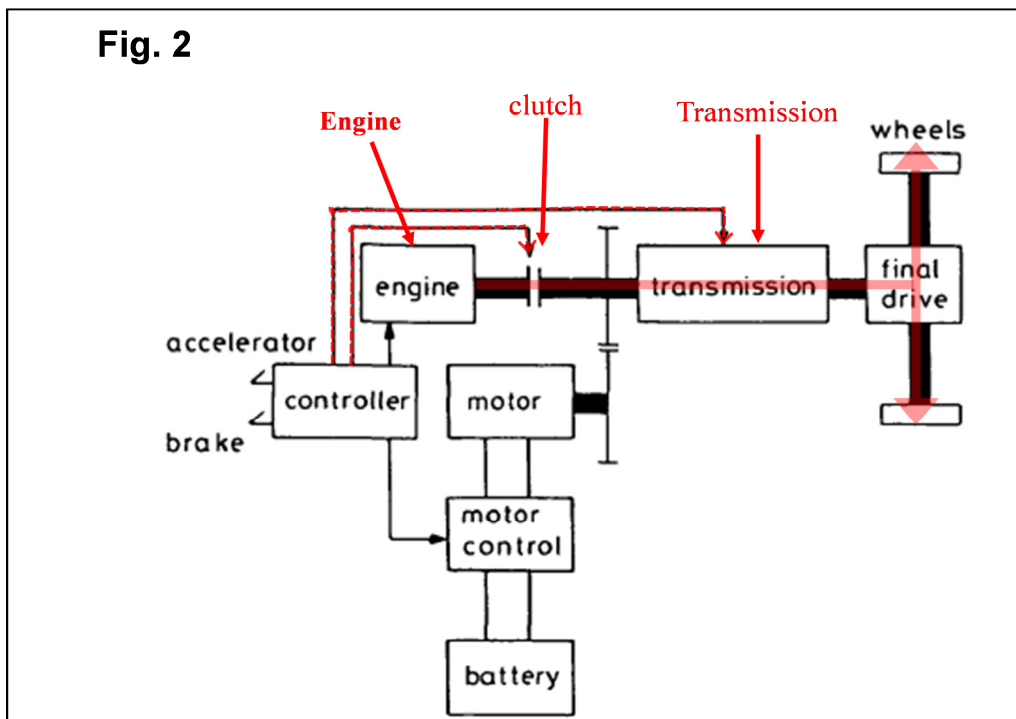 Fig. 2
Engine
clutch
Transmission
wheels
engine
transmission
final
drive
accelerator
controller
motor
brake
motor
control
battery